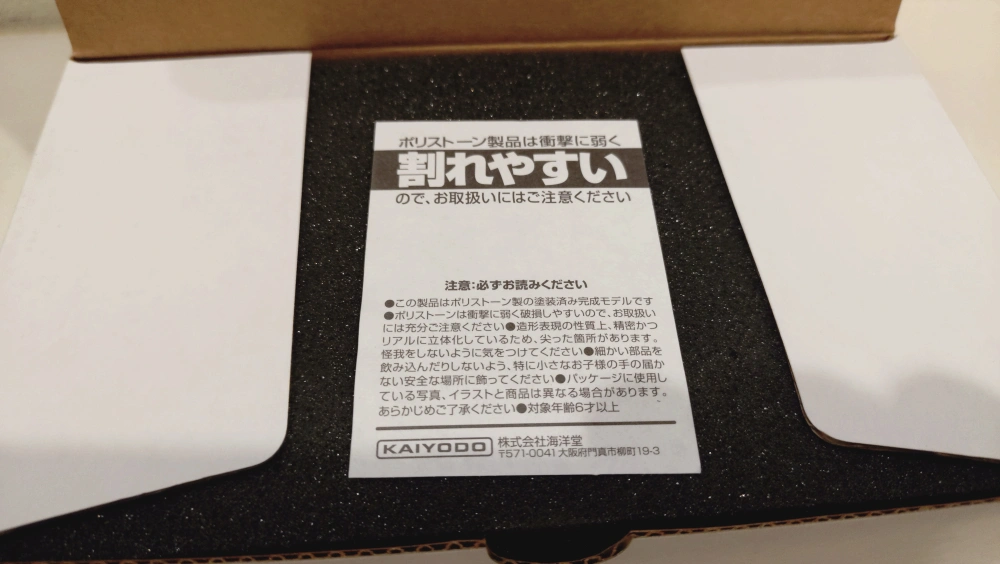 ポリストーン製品は衝撃に弱く
割れやすい
ので、お取扱いにはご注意ください
注意:必ずお読みください
●この製品はポリストーン製の塗装済み完成モデルです
●ポリストーンは衝撃に弱く破損しやすいので、お取扱い
には充分ご注意ください●造形表現の性質上、精密かつ
リアルに立体化しているため、尖った箇所があります。
怪我をしないように気をつけてください●細かい部品を
飲み込んだりしないよう、特に小さなお子様の手の届か
ない安全な場所に飾ってください●パッケージに使用し
ている写真、イラストと商品は異なる場合があります。
あらかじめご了承ください●対象年齢6才以上
KAIYODO 株式会社海洋堂
〒571-0041 大阪府門真市柳町19-3